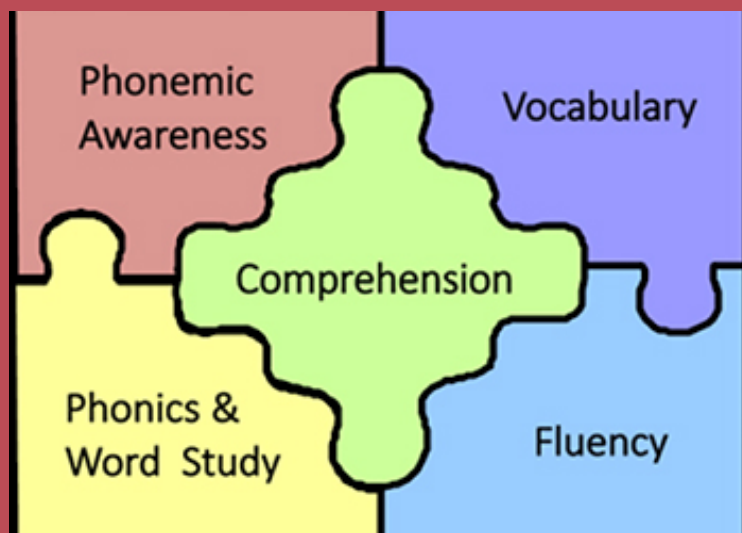 Phonemic
Awareness
Vocabulary
Comprehension
Phonics &
Word Study
Fluency